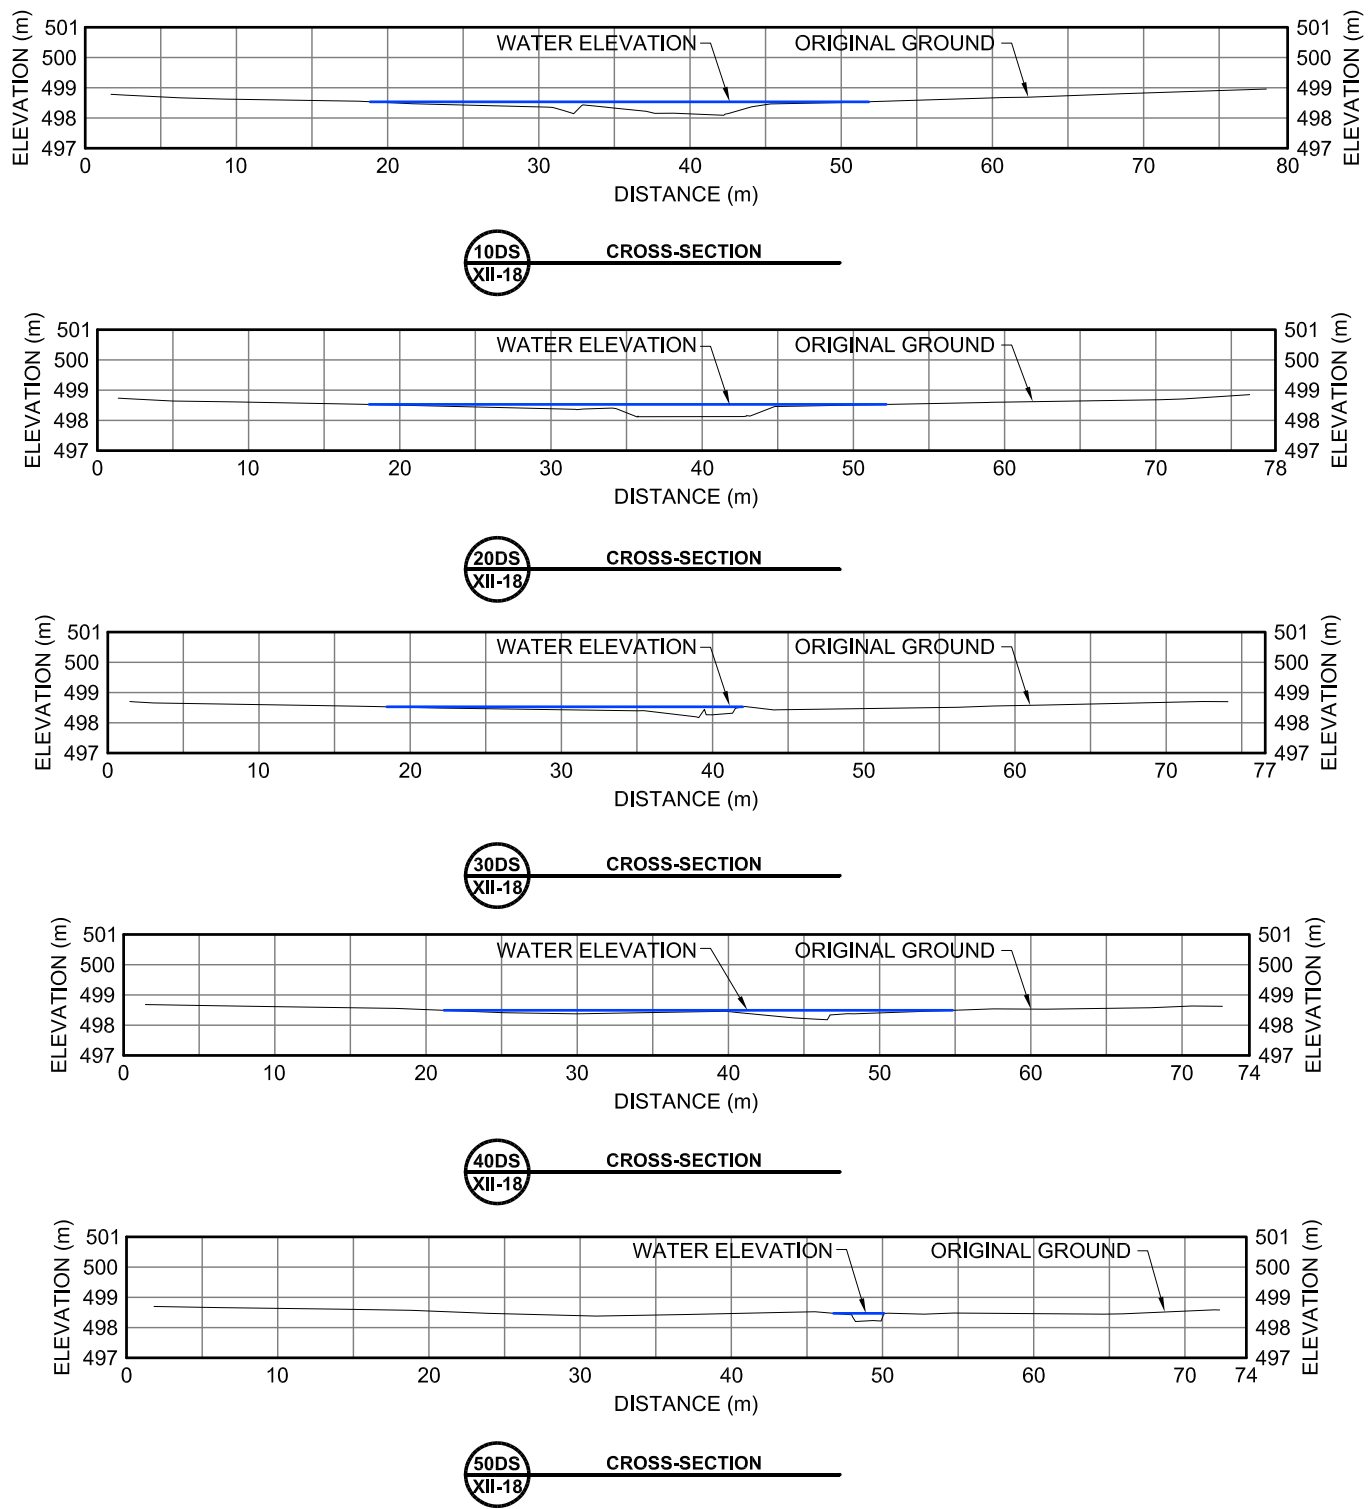 ELEVATION (m)
501
500
499
498
497
WATER ELEVATION
ORIGINAL GROUND
501
500
499
498
497
ELEVATION (m)
0 10 20 30 40 50 60 70 80
DISTANCE (m)
10DS
XII-18
CROSS-SECTION
ELEVATION (m)
501
500
499
498
497
WATER ELEVATION
ORIGINAL GROUND
501
500
499
498
497
ELEVATION (m)
0 10 20 30 40 50 60 70 78
DISTANCE (m)
20DS
XII-18
CROSS-SECTION
ELEVATION (m)
501
500
499
498
497
WATER ELEVATION
ORIGINAL GROUND
501
500
499
498
497
ELEVATION (m)
0 10 20 30 40 50 60 70 77
DISTANCE (m)
30DS
XII-18
CROSS-SECTION
ELEVATION (m)
501
500
499
498
497
WATER ELEVATION
ORIGINAL GROUND
501
500
499
498
497
ELEVATION (m)
0 10 20 30 40 50 60 70 74
DISTANCE (m)
40DS
XII-18
CROSS-SECTION
ELEVATION (m)
501
500
499
498
497
WATER ELEVATION
ORIGINAL GROUND
501
500
499
498
497
ELEVATION (m)
0 10 20 30 40 50 60 70 74
DISTANCE (m)
50DS
XII-18
CROSS-SECTION